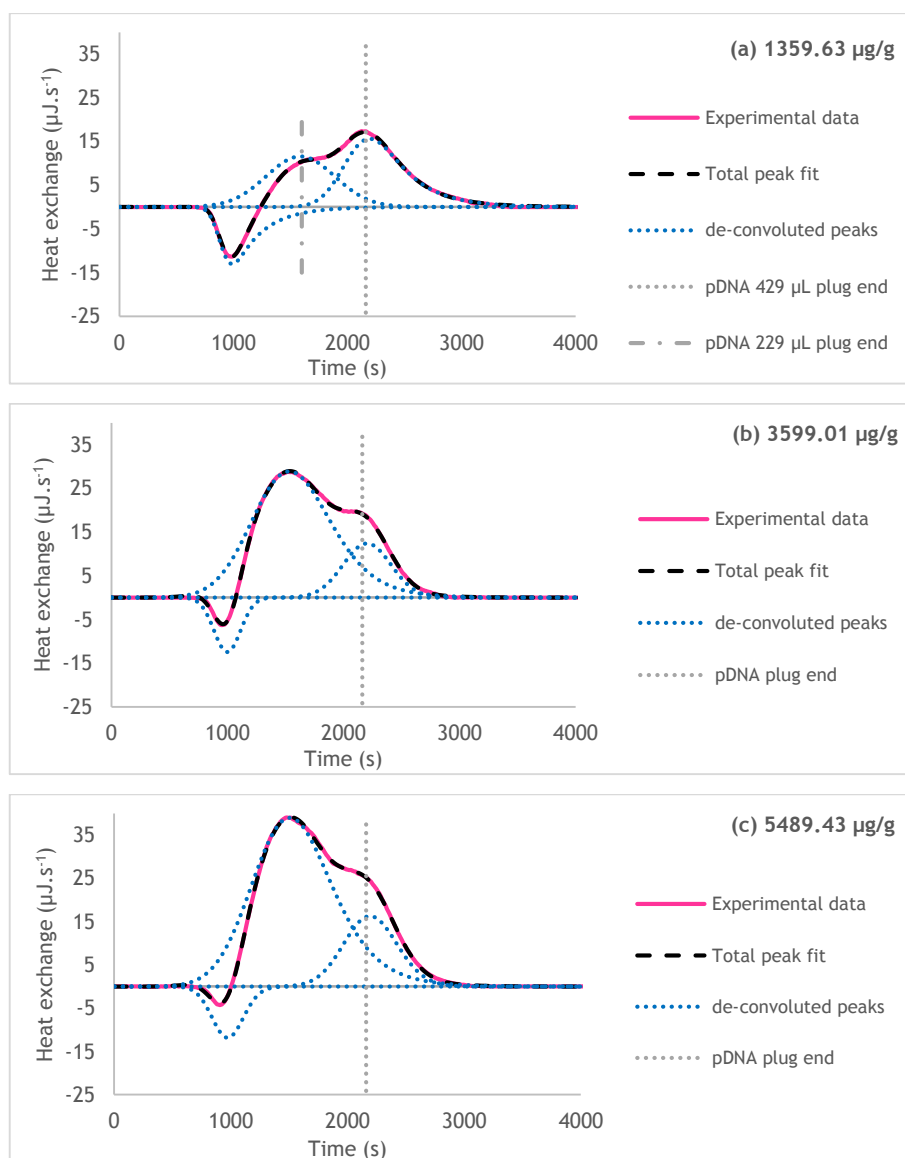 (a) 1359.63 µg/g
Heat exchange (µJ.s⁻¹)
35
25
15
5
-5
-15
-25
0 1000 2000 3000 4000
Time (s)
Experimental data
Total peak fit
de-convoluted peaks
pDNA 429 µL plug end
pDNA 229 µL plug end
(b) 3599.01 µg/g
Heat exchange (µJ.s⁻¹)
35
25
15
5
-5
-15
-25
0 1000 2000 3000 4000
Time (s)
Experimental data
Total peak fit
de-convoluted peaks
pDNA plug end
(c) 5489.43 µg/g
Heat exchange (µJ.s⁻¹)
35
25
15
5
-5
-15
-25
0 1000 2000 3000 4000
Time (s)
Experimental data
Total peak fit
de-convoluted peaks
pDNA plug end